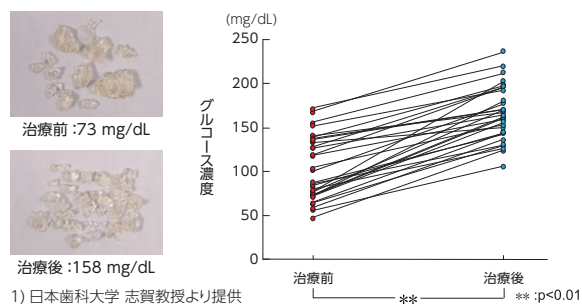 治療前 :73 mg/dL
治療後 :158 mg/dL
1) 日本歯科大学 志賀教授より提供
(mg/dL)
250
200
150
100
50
0
グルコース濃度
治療前
治療後
**
** :p<0.01